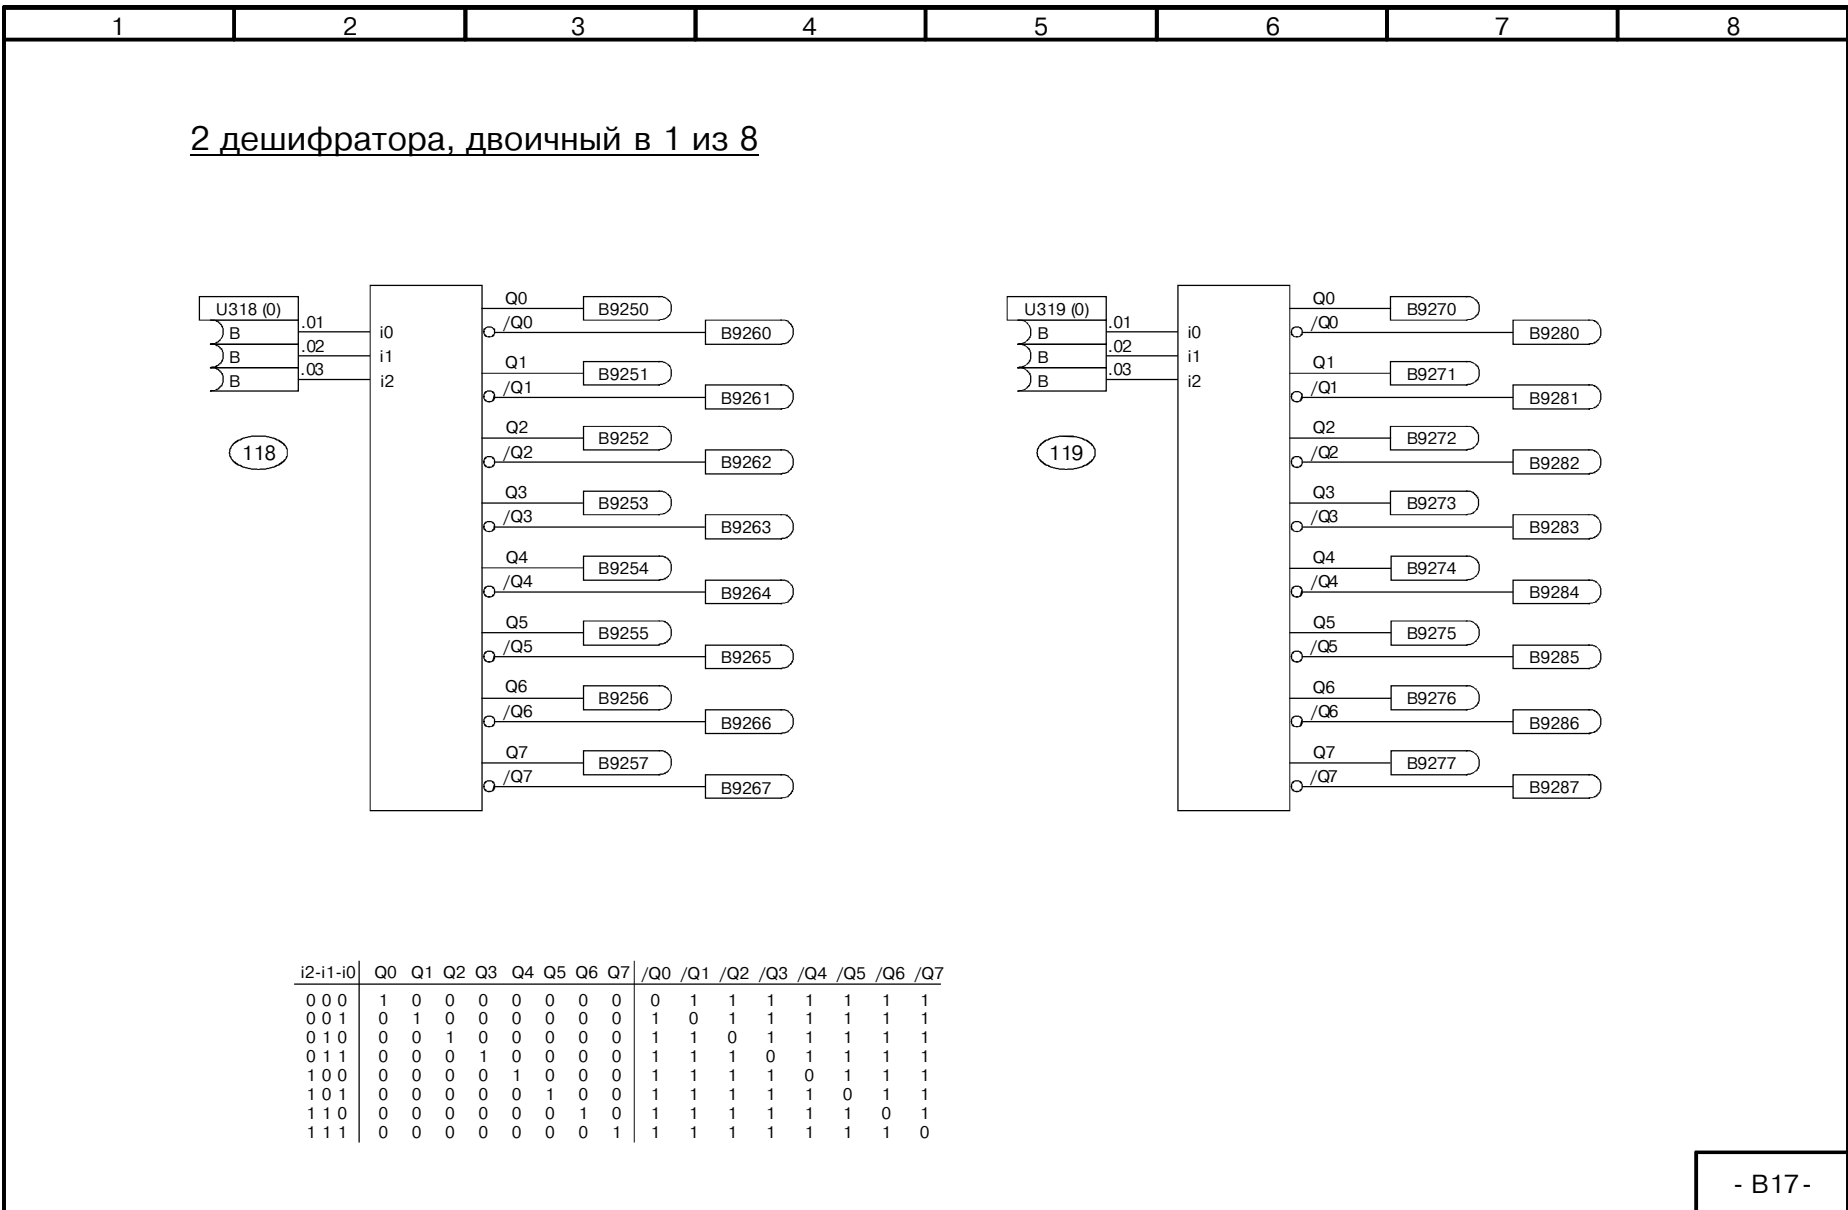 1 2 3 4 5 6 7 8
2 дешифратора, двоичный в 1 из 8
U318 (0)
B .01 i0
B .02 i1
B .03 i2
118
Q0 B9250
/Q0 B9260
Q1 B9251
/Q1 B9261
Q2 B9252
/Q2 B9262
Q3 B9253
/Q3 B9263
Q4 B9254
/Q4 B9264
Q5 B9255
/Q5 B9265
Q6 B9256
/Q6 B9266
Q7 B9257
/Q7 B9267
U319 (0)
B .01 i0
B .02 i1
B .03 i2
119
Q0 B9270
/Q0 B9280
Q1 B9271
/Q1 B9281
Q2 B9272
/Q2 B9282
Q3 B9273
/Q3 B9283
Q4 B9274
/Q4 B9284
Q5 B9275
/Q5 B9285
Q6 B9276
/Q6 B9286
Q7 B9277
/Q7 B9287
i2-i1-i0 Q0 Q1 Q2 Q3 Q4 Q5 Q6 Q7 /Q0 /Q1 /Q2 /Q3 /Q4 /Q5 /Q6 /Q7
0 0 0 1 0 0 0 0 0 0 0 0 1 1 1 1 1 1 1
0 0 1 0 1 0 0 0 0 0 0 1 0 1 1 1 1 1 1
0 1 0 0 0 1 0 0 0 0 0 1 1 0 1 1 1 1 1
0 1 1 0 0 0 1 0 0 0 0 1 1 1 0 1 1 1 1
1 0 0 0 0 0 0 1 0 0 0 1 1 1 1 0 1 1 1
1 0 1 0 0 0 0 0 1 0 0 1 1 1 1 1 0 1 1
1 1 0 0 0 0 0 0 0 1 0 1 1 1 1 1 1 0 1
1 1 1 0 0 0 0 0 0 0 1 1 1 1 1 1 1 1 0
- B17 -